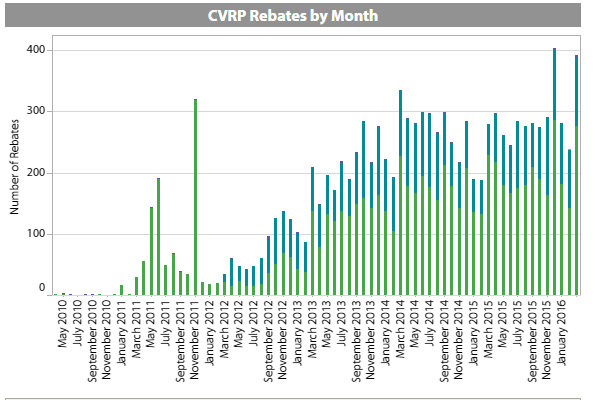 CVRP Rebates by Month
Number of Rebates
400
300
200
100
0
May 2010
July 2010
September 2010
November 2010
January 2011
March 2011
May 2011
July 2011
September 2011
November 2011
January 2012
March 2012
May 2012
July 2012
September 2012
November 2012
January 2013
March 2013
May 2013
July 2013
September 2013
November 2013
January 2014
March 2014
May 2014
July 2014
September 2014
November 2014
January 2015
March 2015
May 2015
July 2015
September 2015
November 2015
January 2016